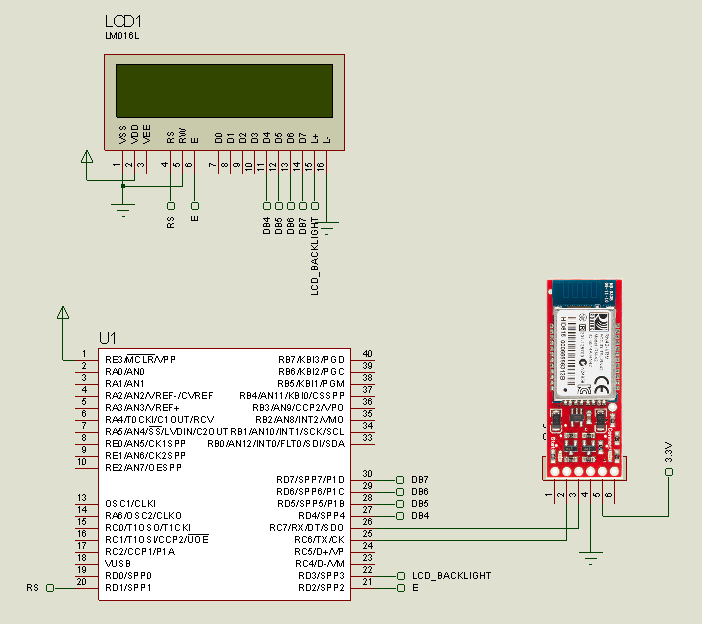 LCD1
LM016L
VSS VDD VEE RS RW E D0 D1 D2 D3 D4 D5 D6 D7 L+ L-
1 2 3 4 5 6 7 8 9 10 11 12 13 14 15 16
RS E DB4 DB5 DB6 DB7 LCD_BACKLIGHT
U1
1 RE3/MCLR/VPP RB7/KBI3/PGD 40
2 RA0/AN0 RB6/KBI2/PGC 39
3 RA1/AN1 RB5/KBI1/PGM 38
4 RA2/AN2/VREF-/CVREF RB4/AN11/KBI0/CSSPP 37
5 RA3/AN3/VREF+ RB3/AN9/CCP2/VPO 36
6 RA4/T0CKI/C1OUT/RCV RB2/AN8/INT2/VMO 35
7 RA5/AN4/SS/LVDIN/C2OUT RB1/AN10/INT1/SCK/SCL 34
8 RE0/AN5/CK1SPP RB0/AN12/INT0/FLT0/SDI/SDA 33
9 RE1/AN6/CK2SPP
10 RE2/AN7/OESPP
RD7/SPP7/P1D 30 DB7
RD6/SPP6/P1C 29 DB6
13 OSC1/CLKI RD5/SPP5/P1B 28 DB5
14 RA6/OSC2/CLKO RD4/SPP4 27 DB4
15 RC0/T1OSO/T1CKI RC7/RX/DT/SDO 26
16 RC1/T1OSI/CCP2/UOE RC6/TX/CK 25
17 RC2/CCP1/P1A RC5/D+/VP 24
18 VUSB RC4/D-/VM 23
19 RD0/SPP0 RD3/SPP3 22 LCD_BACKLIGHT
RS 20 RD1/SPP1 RD2/SPP2 21 E
3.3V
1 2 3 4 5 6